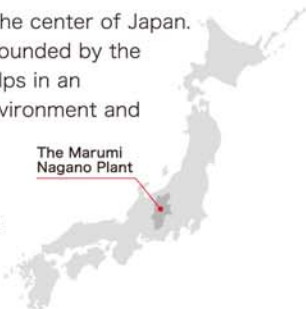 he center of Japan.
ounded by the
lps in an
vironment and
The Marumi
Nagano Plant